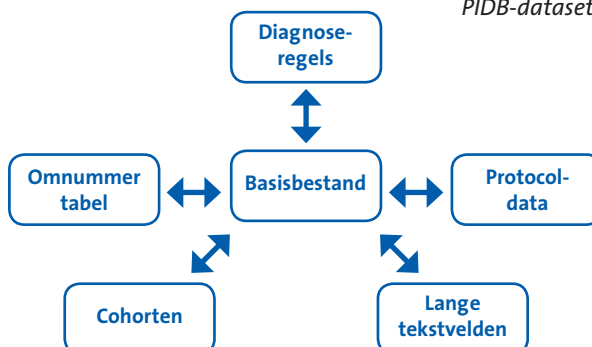 PIDB-dataset
Diagnose-
regels
Omnummer
tabel
Basisbestand
Protocol-
data
Cohorten
Lange
tekstvelden